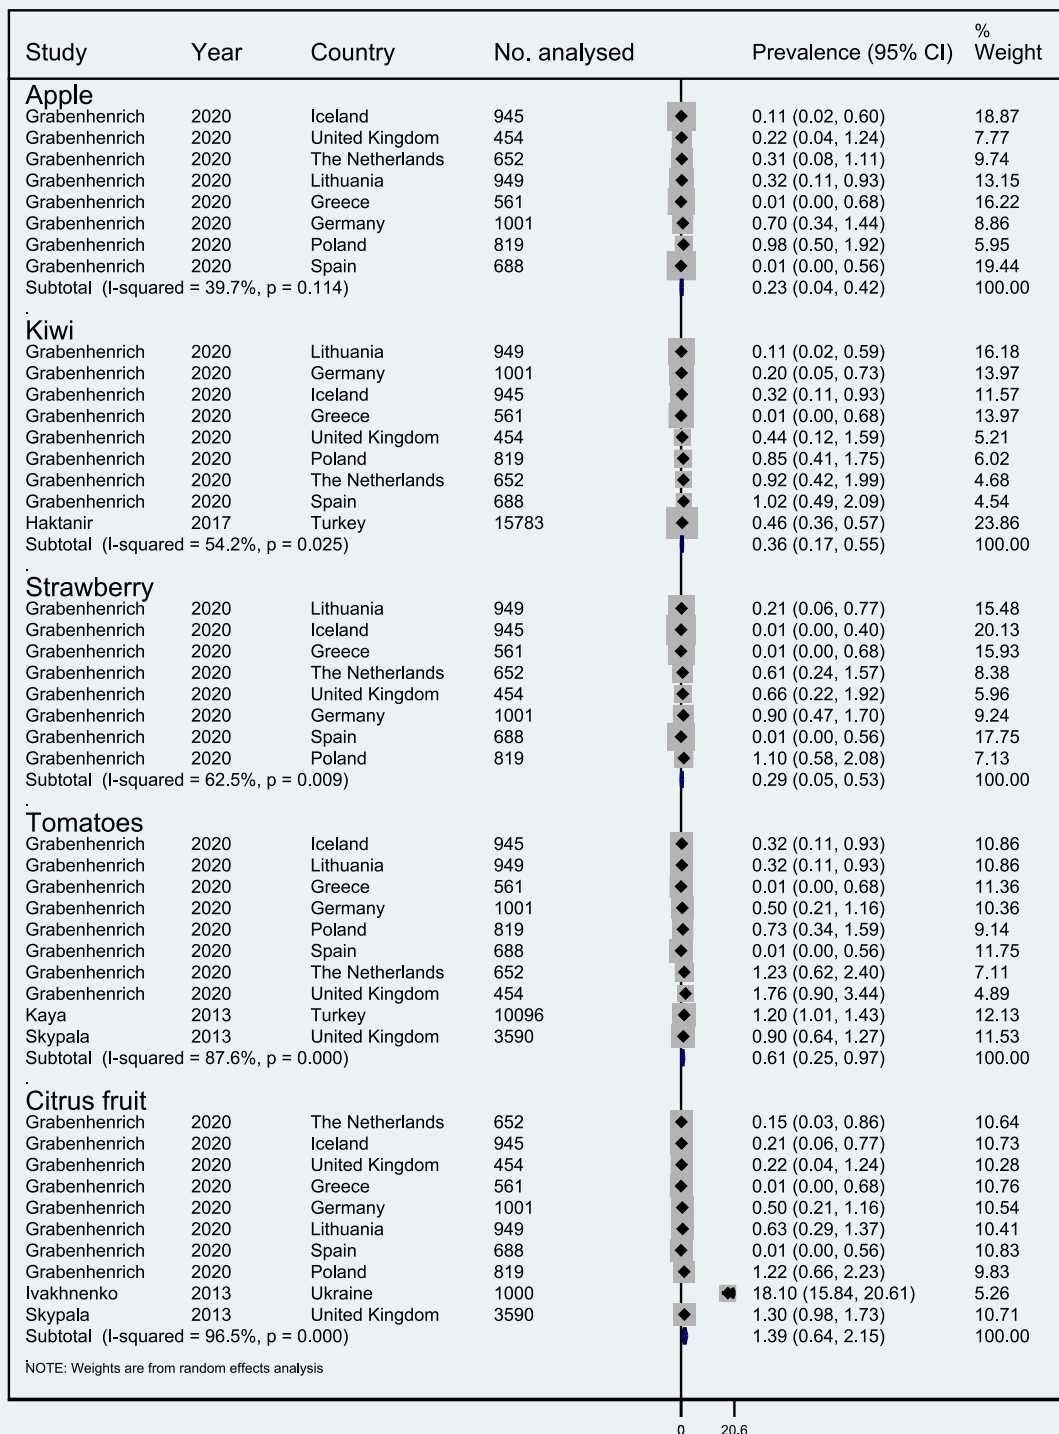 Study Year Country No. analysed Prevalence (95% CI) % Weight
Apple
Grabenhenrich 2020 Iceland 945 0.11 (0.02, 0.60) 18.87
Grabenhenrich 2020 United Kingdom 454 0.22 (0.04, 1.24) 7.77
Grabenhenrich 2020 The Netherlands 652 0.31 (0.08, 1.11) 9.74
Grabenhenrich 2020 Lithuania 949 0.32 (0.11, 0.93) 13.15
Grabenhenrich 2020 Greece 561 0.01 (0.00, 0.68) 16.22
Grabenhenrich 2020 Germany 1001 0.70 (0.34, 1.44) 8.86
Grabenhenrich 2020 Poland 819 0.98 (0.50, 1.92) 5.95
Grabenhenrich 2020 Spain 688 0.01 (0.00, 0.56) 19.44
Subtotal (I-squared = 39.7%, p = 0.114) 0.23 (0.04, 0.42) 100.00
.
Kiwi
Grabenhenrich 2020 Lithuania 949 0.11 (0.02, 0.59) 16.18
Grabenhenrich 2020 Germany 1001 0.20 (0.05, 0.73) 13.97
Grabenhenrich 2020 Iceland 945 0.32 (0.11, 0.93) 11.57
Grabenhenrich 2020 Greece 561 0.01 (0.00, 0.68) 13.97
Grabenhenrich 2020 United Kingdom 454 0.44 (0.12, 1.59) 5.21
Grabenhenrich 2020 Poland 819 0.85 (0.41, 1.75) 6.02
Grabenhenrich 2020 The Netherlands 652 0.92 (0.42, 1.99) 4.68
Grabenhenrich 2020 Spain 688 1.02 (0.49, 2.09) 4.54
Haktanir 2017 Turkey 15783 0.46 (0.36, 0.57) 23.86
Subtotal (I-squared = 54.2%, p = 0.025) 0.36 (0.17, 0.55) 100.00
.
Strawberry
Grabenhenrich 2020 Lithuania 949 0.21 (0.06, 0.77) 15.48
Grabenhenrich 2020 Iceland 945 0.01 (0.00, 0.40) 20.13
Grabenhenrich 2020 Greece 561 0.01 (0.00, 0.68) 15.93
Grabenhenrich 2020 The Netherlands 652 0.61 (0.24, 1.57) 8.38
Grabenhenrich 2020 United Kingdom 454 0.66 (0.22, 1.92) 5.96
Grabenhenrich 2020 Germany 1001 0.90 (0.47, 1.70) 9.24
Grabenhenrich 2020 Spain 688 0.01 (0.00, 0.56) 17.75
Grabenhenrich 2020 Poland 819 1.10 (0.58, 2.08) 7.13
Subtotal (I-squared = 62.5%, p = 0.009) 0.29 (0.05, 0.53) 100.00
.
Tomatoes
Grabenhenrich 2020 Iceland 945 0.32 (0.11, 0.93) 10.86
Grabenhenrich 2020 Lithuania 949 0.32 (0.11, 0.93) 10.86
Grabenhenrich 2020 Greece 561 0.01 (0.00, 0.68) 11.36
Grabenhenrich 2020 Germany 1001 0.50 (0.21, 1.16) 10.36
Grabenhenrich 2020 Poland 819 0.73 (0.34, 1.59) 9.14
Grabenhenrich 2020 Spain 688 0.01 (0.00, 0.56) 11.75
Grabenhenrich 2020 The Netherlands 652 1.23 (0.62, 2.40) 7.11
Grabenhenrich 2020 United Kingdom 454 1.76 (0.90, 3.44) 4.89
Kaya 2013 Turkey 10096 1.20 (1.01, 1.43) 12.13
Skypala 2013 United Kingdom 3590 0.90 (0.64, 1.27) 11.53
Subtotal (I-squared = 87.6%, p = 0.000) 0.61 (0.25, 0.97) 100.00
.
Citrus fruit
Grabenhenrich 2020 The Netherlands 652 0.15 (0.03, 0.86) 10.64
Grabenhenrich 2020 Iceland 945 0.21 (0.06, 0.77) 10.73
Grabenhenrich 2020 United Kingdom 454 0.22 (0.04, 1.24) 10.28
Grabenhenrich 2020 Greece 561 0.01 (0.00, 0.68) 10.76
Grabenhenrich 2020 Germany 1001 0.50 (0.21, 1.16) 10.54
Grabenhenrich 2020 Lithuania 949 0.63 (0.29, 1.37) 10.41
Grabenhenrich 2020 Spain 688 0.01 (0.00, 0.56) 10.83
Grabenhenrich 2020 Poland 819 1.22 (0.66, 2.23) 9.83
Ivakhnenko 2013 Ukraine 1000 18.10 (15.84, 20.61) 5.26
Skypala 2013 United Kingdom 3590 1.30 (0.98, 1.73) 10.71
Subtotal (I-squared = 96.5%, p = 0.000) 1.39 (0.64, 2.15) 100.00
.
NOTE: Weights are from random effects analysis
0 20.6